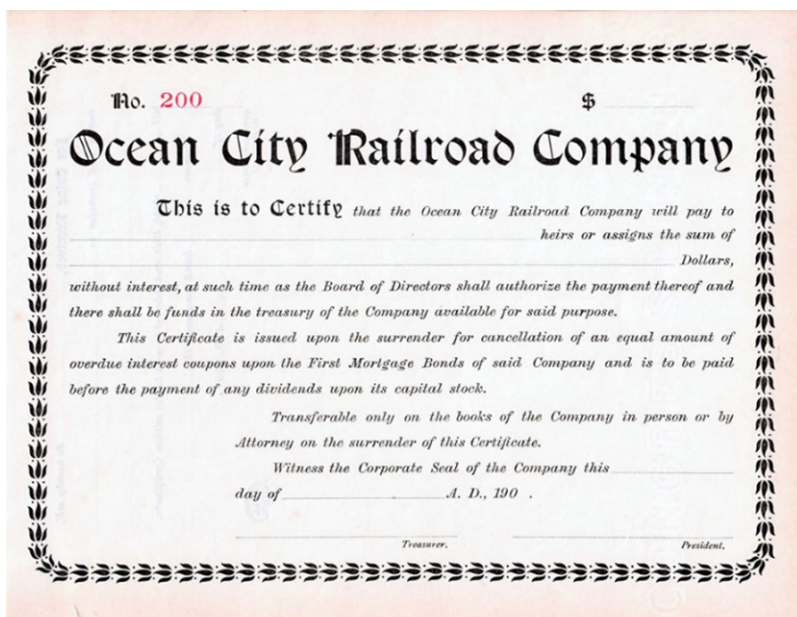 No. 200 $
Ocean City Railroad Company
This is to Certify that the Ocean City Railroad Company will pay to
heirs or assigns the sum of
Dollars,
without interest, at such time as the Board of Directors shall authorize the payment thereof and
there shall be funds in the treasury of the Company available for said purpose.
This Certificate is issued upon the surrender for cancellation of an equal amount of
overdue interest coupons upon the First Mortgage Bonds of said Company and is to be paid
before the payment of any dividends upon its capital stock.
Transferable only on the books of the Company in person or by
Attorney on the surrender of this Certificate.
Witness the Corporate Seal of the Company this
day of A. D., 190 .
Treasurer. President.